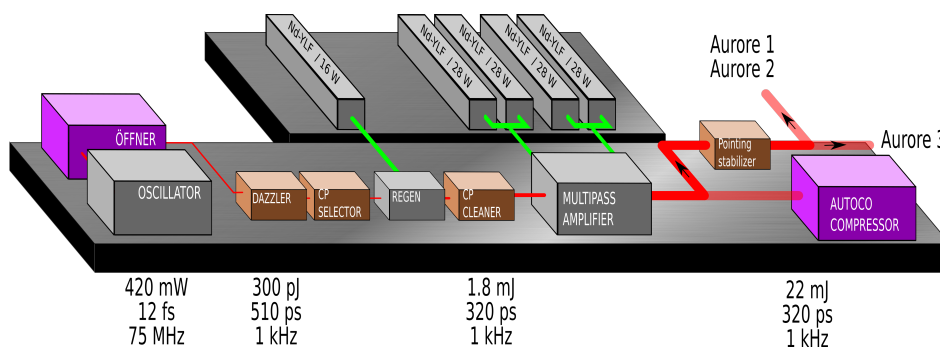 Nd-YLF / 16 W
Nd-YLF / 28 W
Nd-YLF / 28 W
Nd-YLF / 28 W
Nd-YLF / 28 W
Aurore 1
Aurore 2
Aurore 3
Pointing
stabilizer
ÖFFNER
OSCILLATOR
DAZZLER
CP
SELECTOR
REGEN
CP
CLEANER
MULTIPASS
AMPLIFIER
AUTOCO
COMPRESSOR
420 mW
12 fs
75 MHz
300 pJ
510 ps
1 kHz
1.8 mJ
320 ps
1 kHz
22 mJ
320 ps
1 kHz